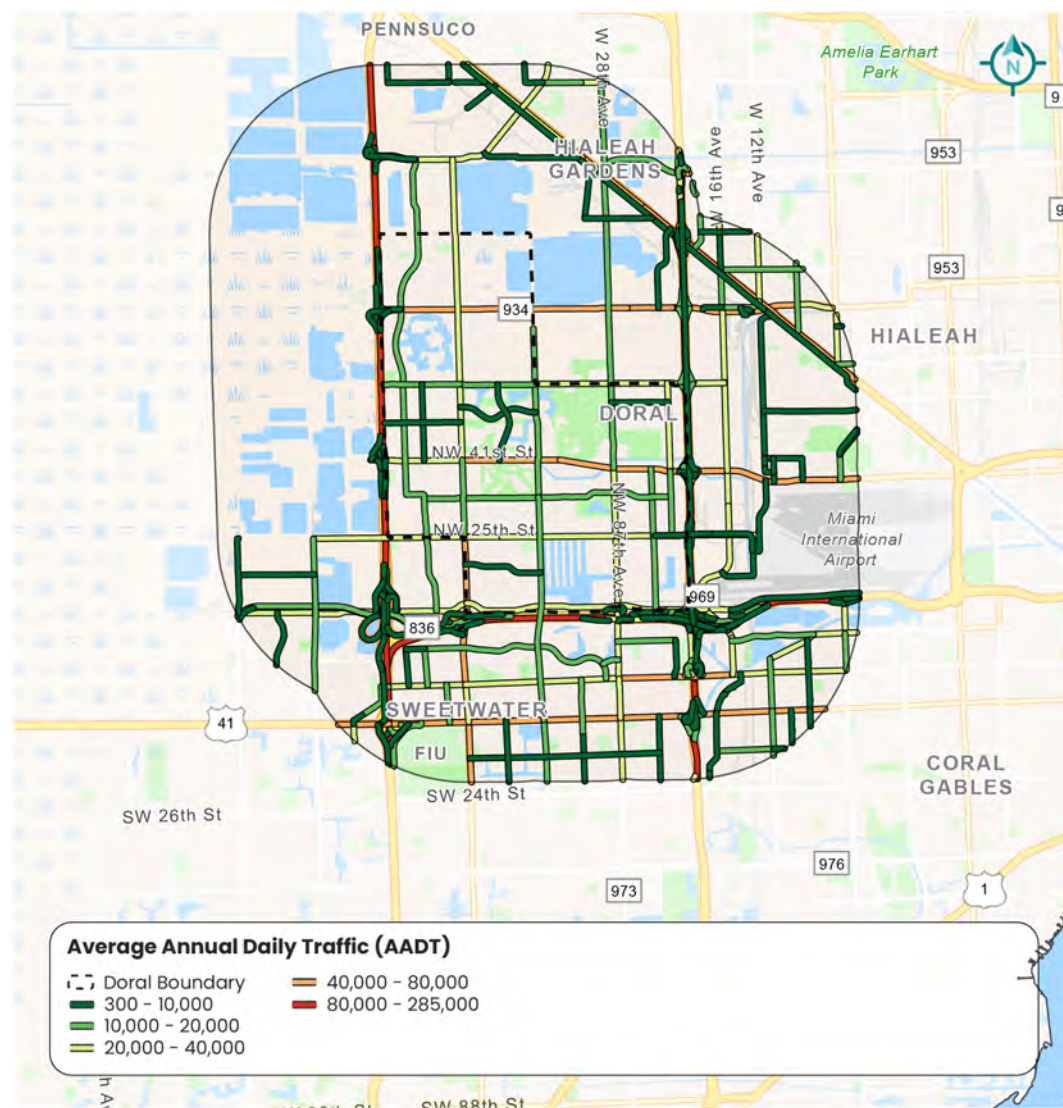 PENNSUCO
W 28th Ave
Amelia Earhart
Park
N
9
W 12th Ave
W 19th Ave
HIALEAH
GARDENS
953
9
953
934
HIALEAH
DORAL
NW 41st St
NW 87th Ave
NW 25th St
Miami
International
Airport
969
836
SWEETWATER
41
FIU
CORAL
GABLES
SW 24th St
SW 26th St
976
973
1
Average Annual Daily Traffic (AADT)
Doral Boundary
300 - 10,000
10,000 - 20,000
20,000 - 40,000
40,000 - 80,000
80,000 - 285,000
SW 88th St